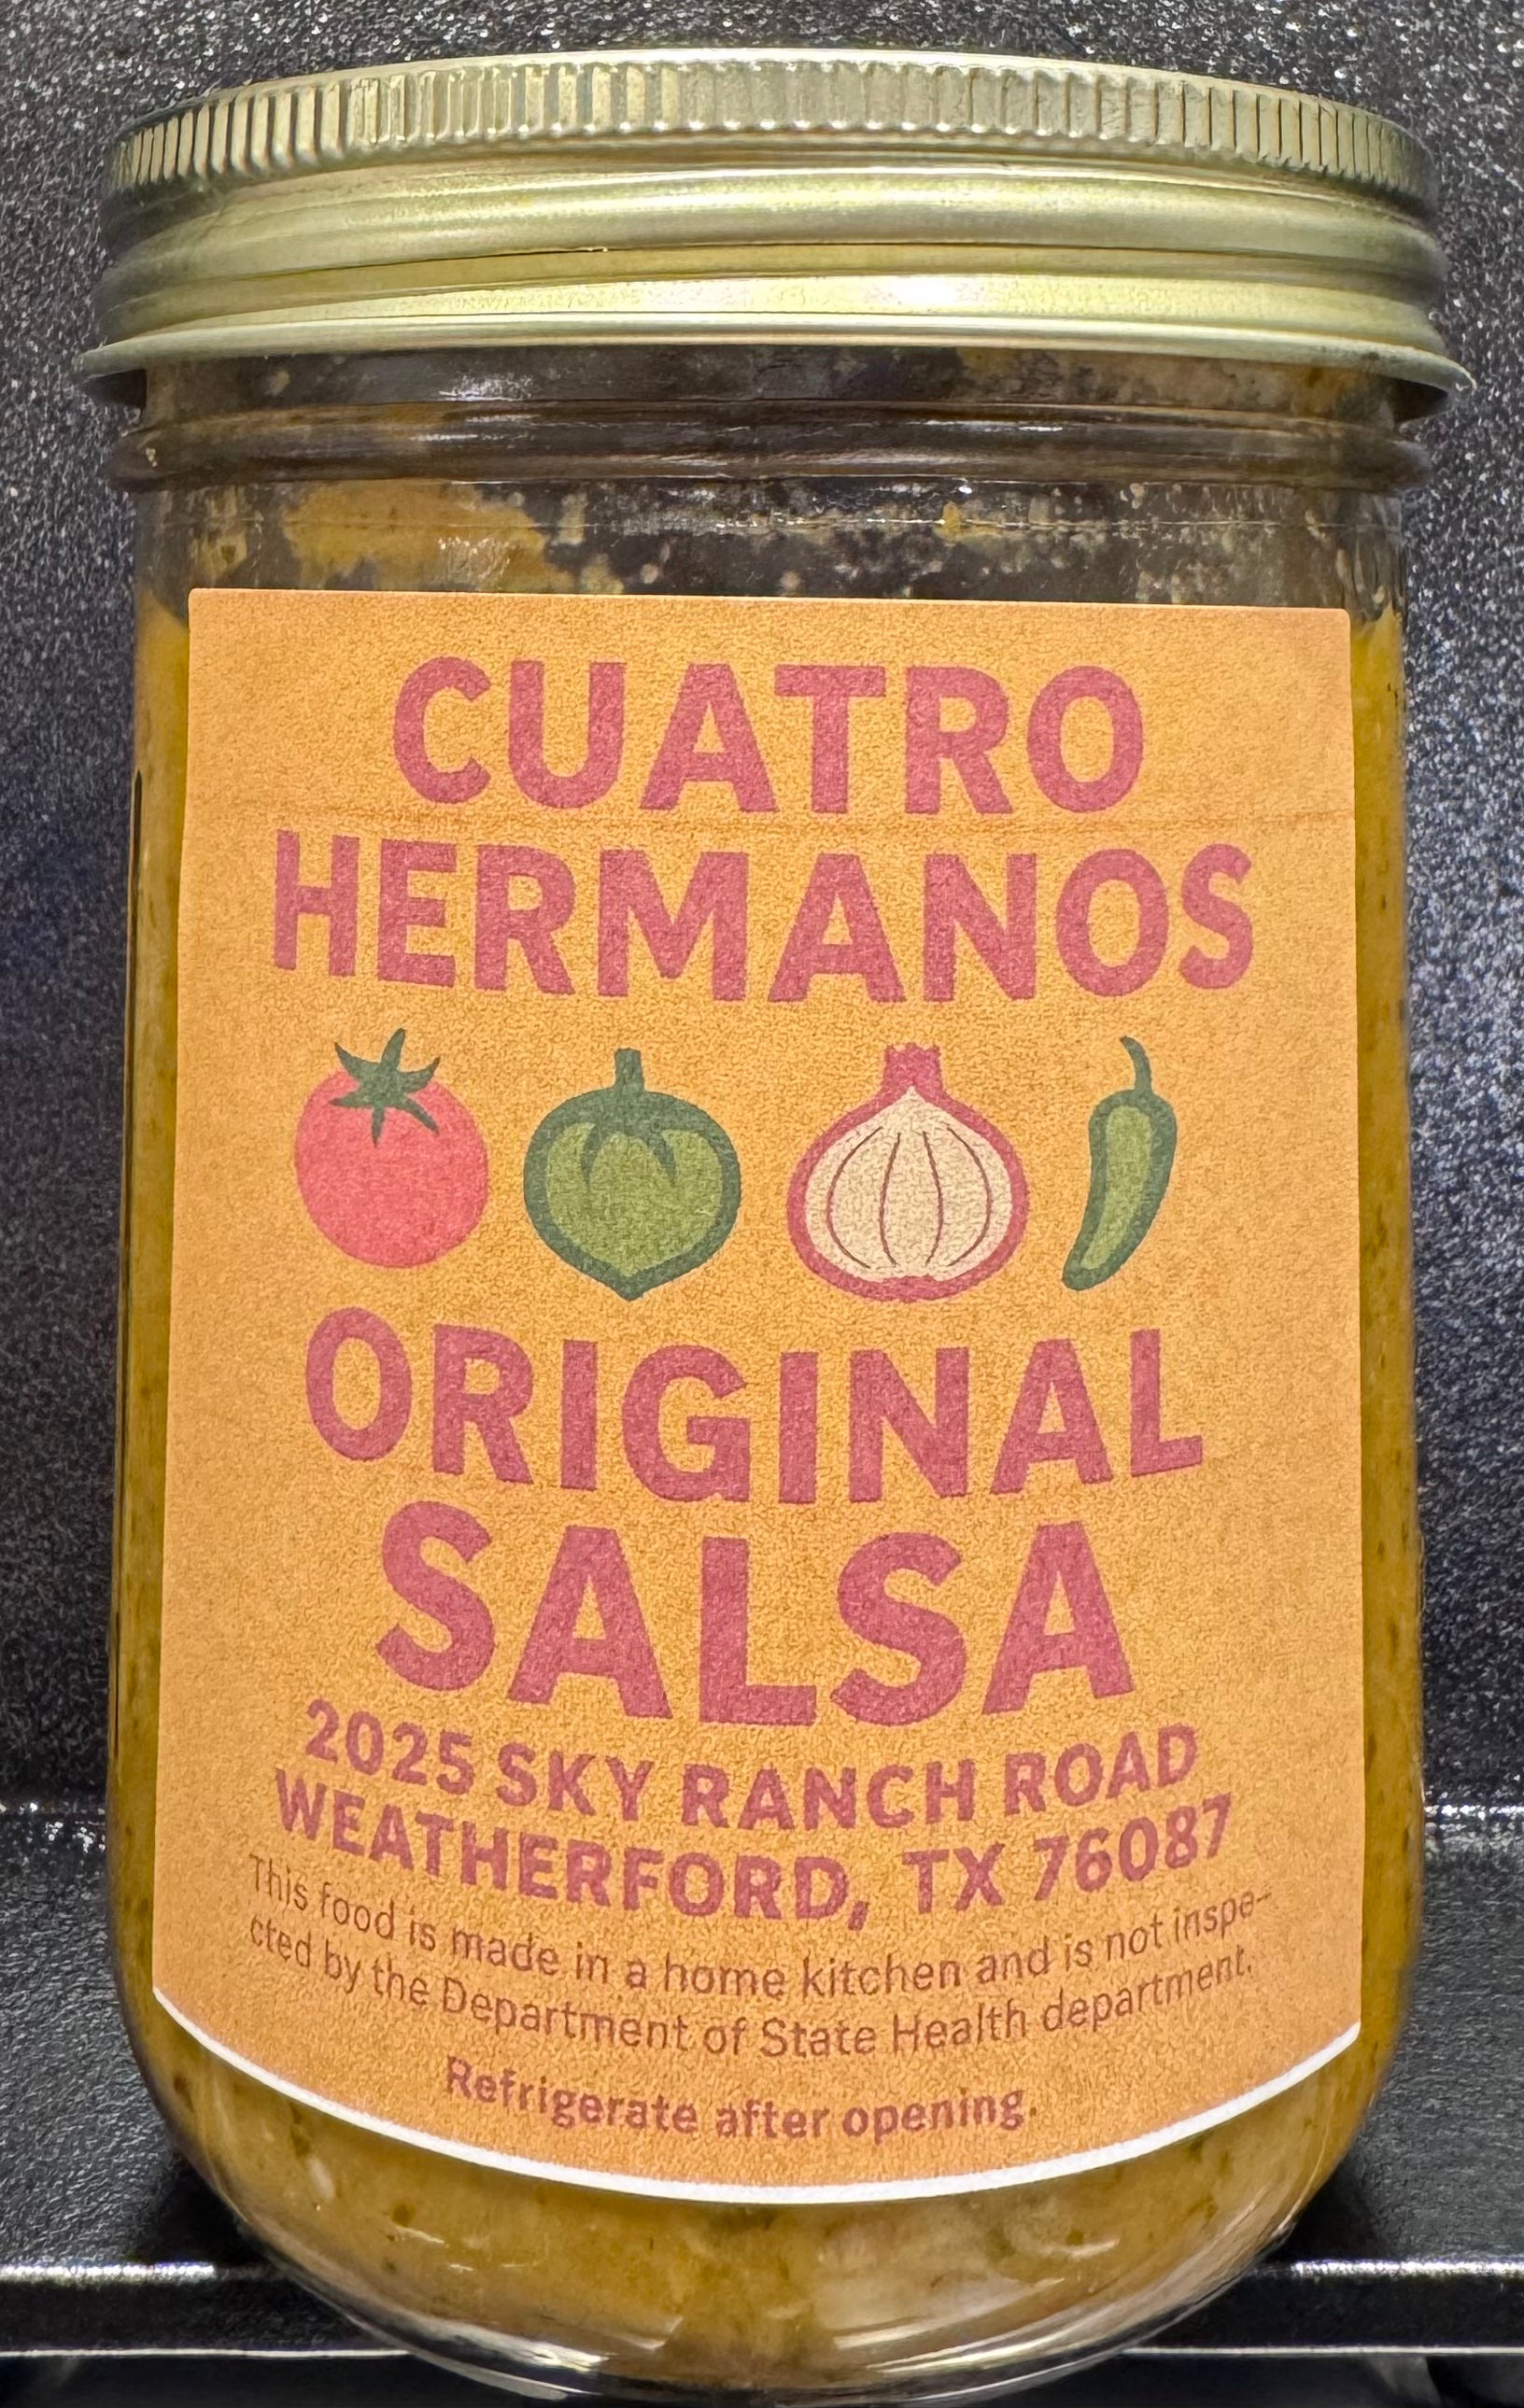 CUATRO
HERMANOS
ORIGINAL
SALSA
2025 SKY RANCH ROAD
WEATHERFORD, TX 76087
This food is made in a home kitchen and is not inspe-
cted by the Department of State Health department.
Refrigerate after opening.